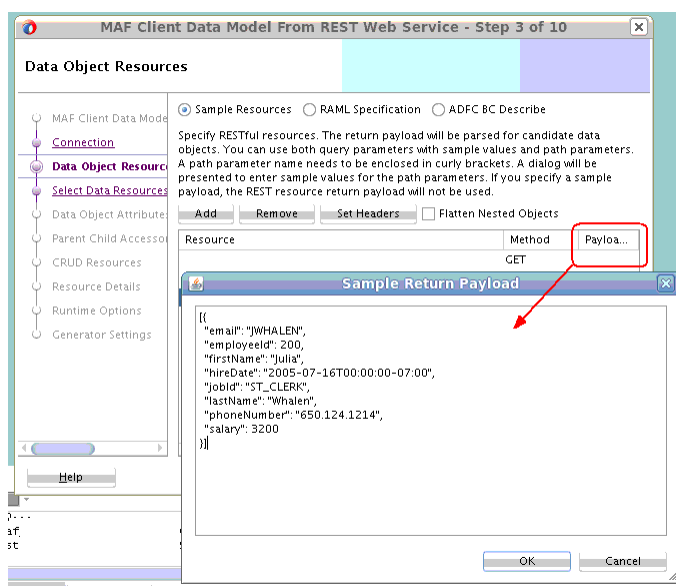 MAF Client Data Model From REST Web Service - Step 3 of 10
Data Object Resources
MAF Client Data Mode
Connection
Data Object Resourc
Select Data Resources
Data Object Attribute
Parent Child Accessor
CRUD Resources
Resource Details
Runtime Options
Generator Settings
Sample Resources RAML Specification ADFC BC Describe
Specify RESTful resources. The return payload will be parsed for candidate data
objects. You can use both query parameters with sample values and path parameters.
A path parameter name needs to be enclosed in curly brackets. A dialog will be
presented to enter sample values for the path parameters. If you specify a sample
payload, the REST resource return payload will not be used.
Add Remove Set Headers Flatten Nested Objects
Resource Method Payloa...
GET
Sample Return Payload
[{
"email": "JWHALEN",
"employeeId": 200,
"firstName": "Julia",
"hireDate": "2005-07-16T00:00:00-07:00",
"jobId": "ST_CLERK",
"lastName": "Whalen",
"phoneNumber": "650.124.1214",
"salary": 3200
}]
OK Cancel
Help
af
st